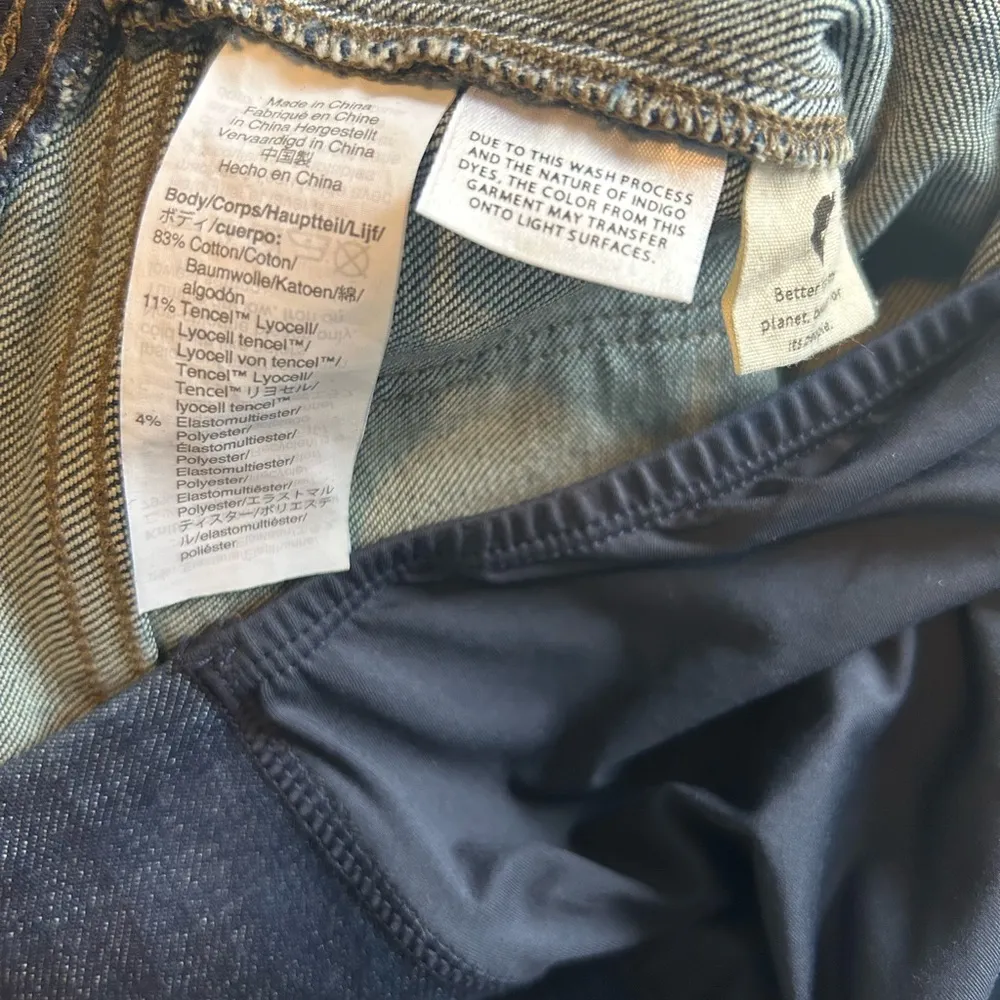 Made in China
Fabriqué en Chine
in China Hergestellt
Vervaardigd in China
中国製
Hecho en China
Body/Corps/Hauptteil/Lijf/
ボディ/cuerpo:
83% Cotton/Coton/
Baumwolle/Katoen/綿/
algodón
11% Tencel™ Lyocell/
Lyocell tencel™/
Lyocell von tencel™/
Tencel™ Lyocell/
Tencel™ リヨセル/
lyocell tencel™
4% Elastomultiester/
Polyester/
Élastomultiester/
Polyester/
Elastomultiester/
Polyester/
Elastomultiëster/
Polyester/エラストマル
ティスター/ポリエステ
ル/elastomultiéster/
poliéster
DUE TO THIS WASH PROCESS
AND THE NATURE OF INDIGO
DYES, THE COLOR FROM THIS
GARMENT MAY TRANSFER
ONTO LIGHT SURFACES.
Better
planet,
its people.